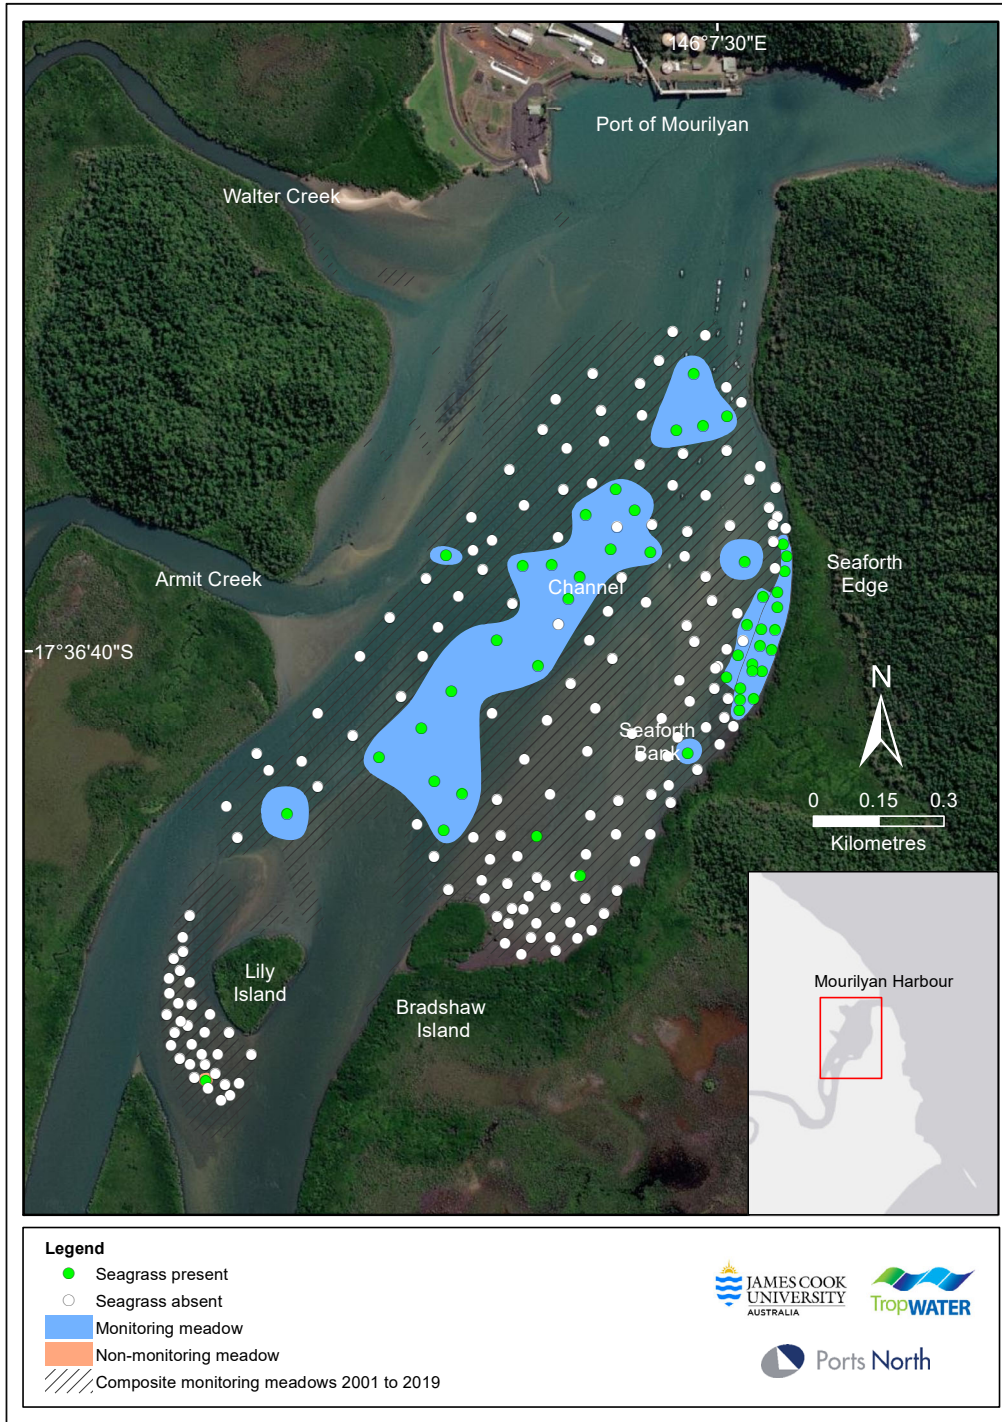 146°7'30"E
Port of Mourilyan
Walter Creek
Armit Creek
Channel
Seaforth
Edge
17°36'40"S
N
Seaforth
Bank
0 0.15 0.3
Kilometres
Lily
Island
Bradshaw
Island
Mourilyan Harbour
Legend
Seagrass present
Seagrass absent
Monitoring meadow
Non-monitoring meadow
Composite monitoring meadows 2001 to 2019
JAMES COOK
UNIVERSITY
AUSTRALIA
TropWATER
Ports North